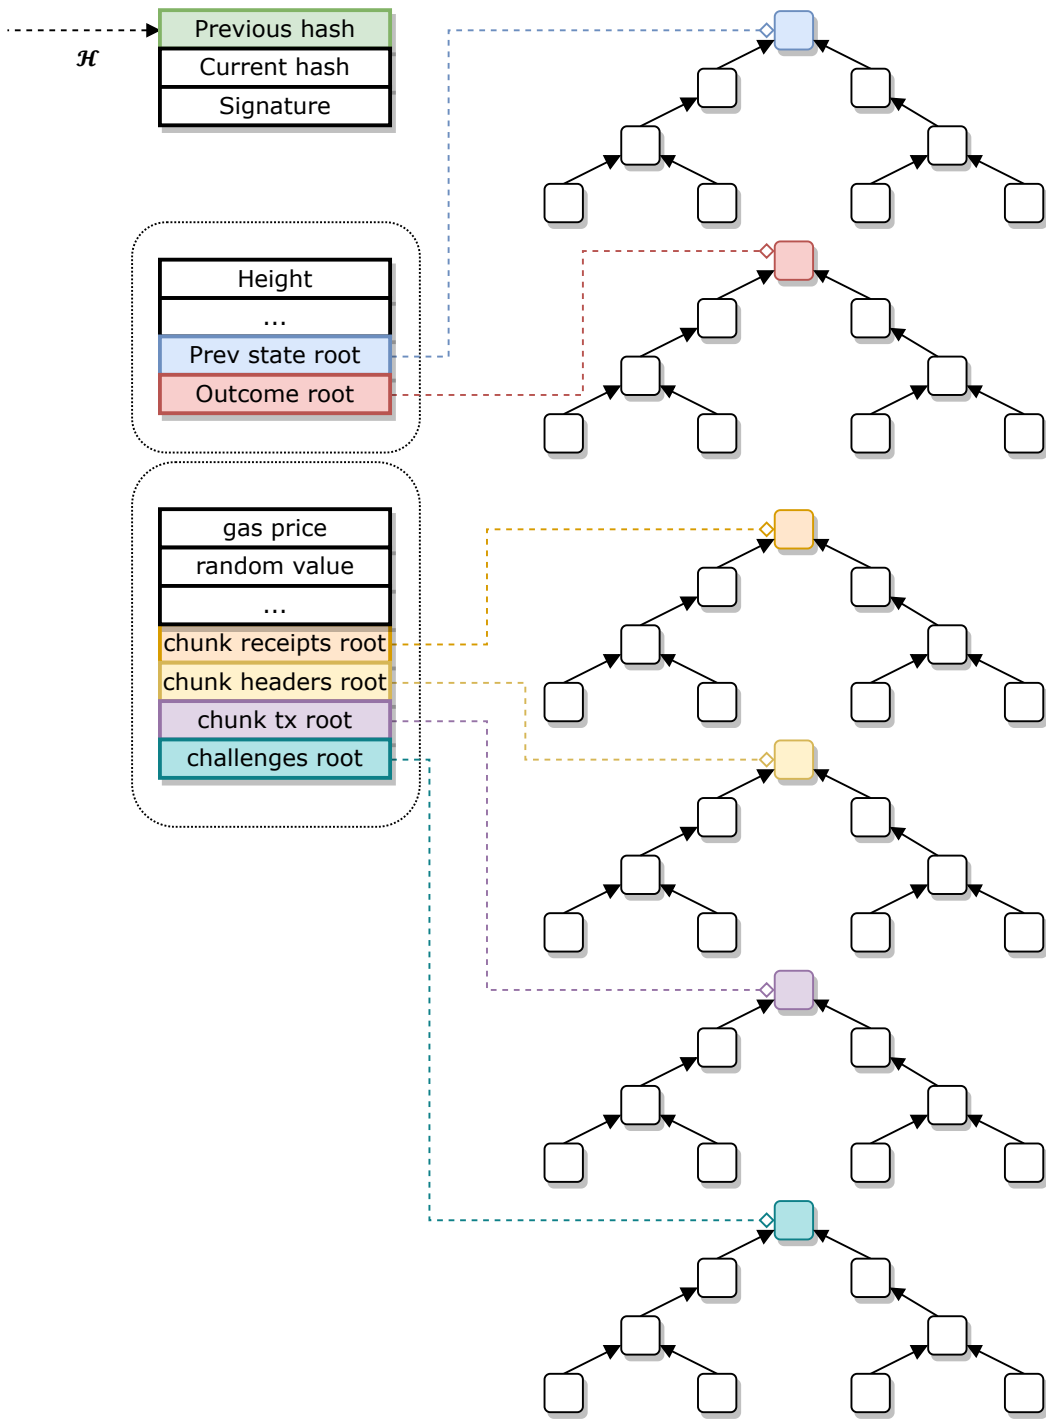 Previous hash
ℋ
Current hash
Signature
Height
...
Prev state root
Outcome root
gas price
random value
...
chunk receipts root
chunk headers root
chunk tx root
challenges root